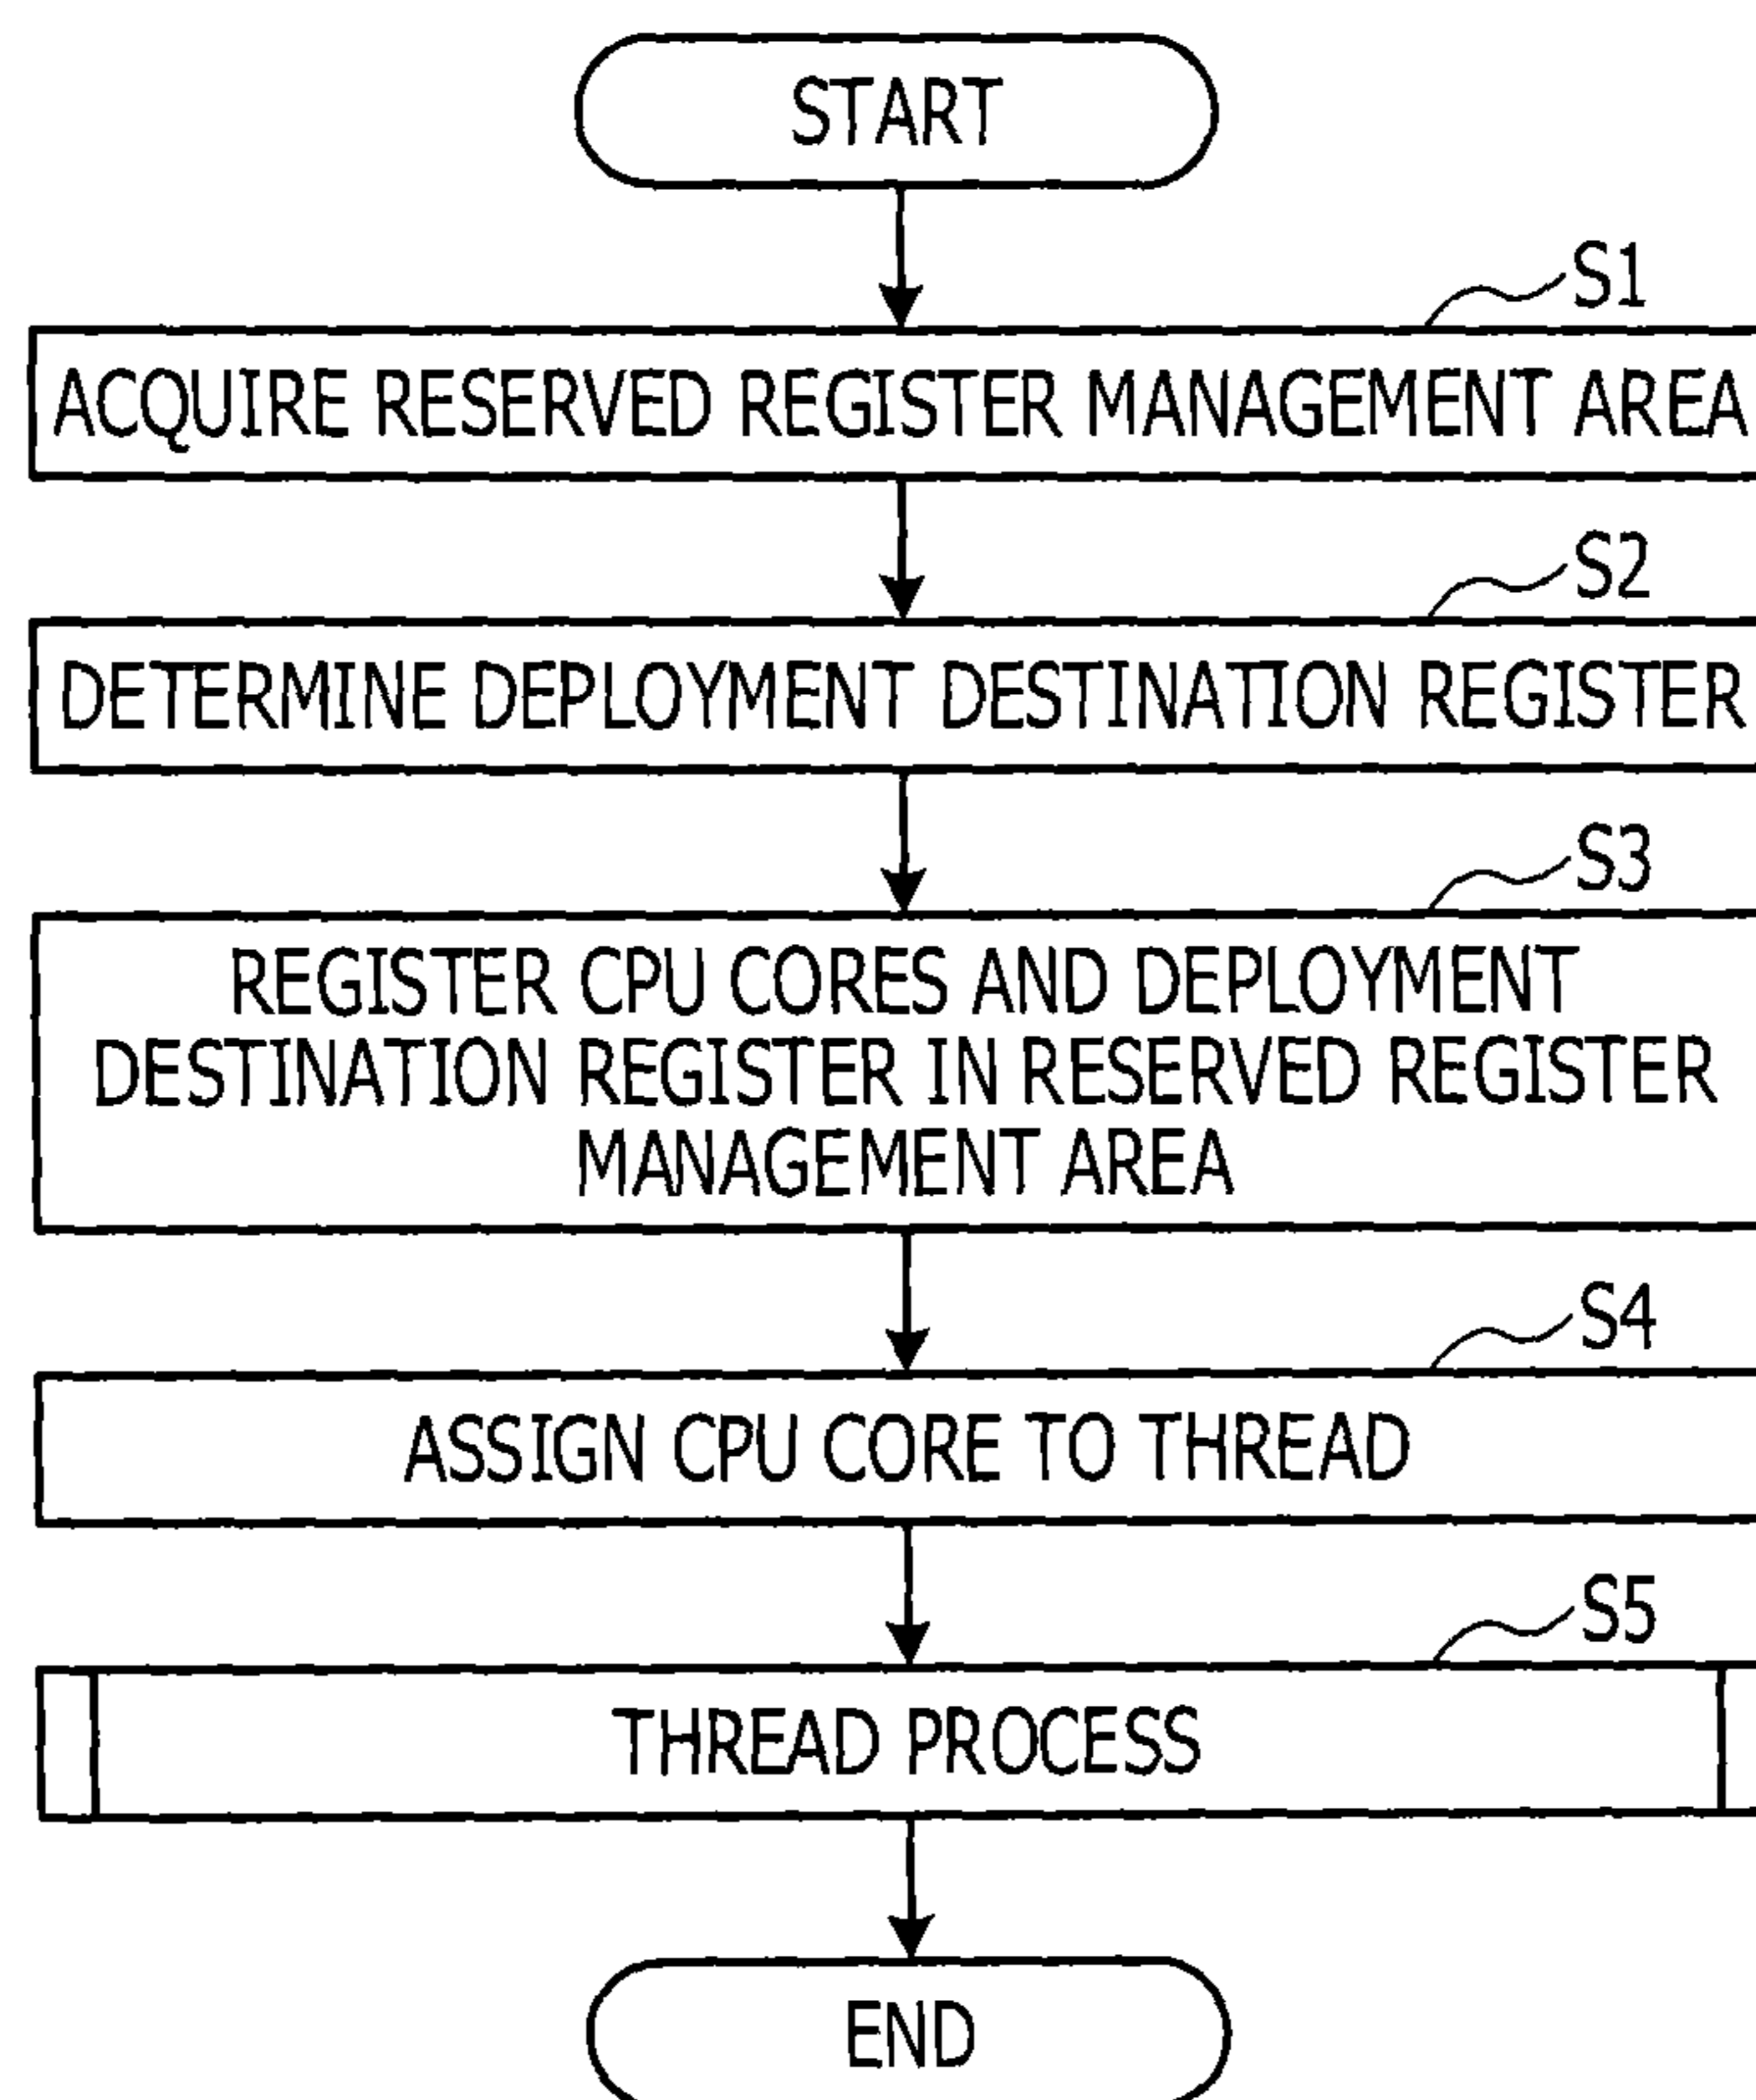 START
S1
ACQUIRE RESERVED REGISTER MANAGEMENT AREA
S2
DETERMINE DEPLOYMENT DESTINATION REGISTER
S3
REGISTER CPU CORES AND DEPLOYMENT
DESTINATION REGISTER IN RESERVED REGISTER
MANAGEMENT AREA
S4
ASSIGN CPU CORE TO THREAD
S5
THREAD PROCESS
END